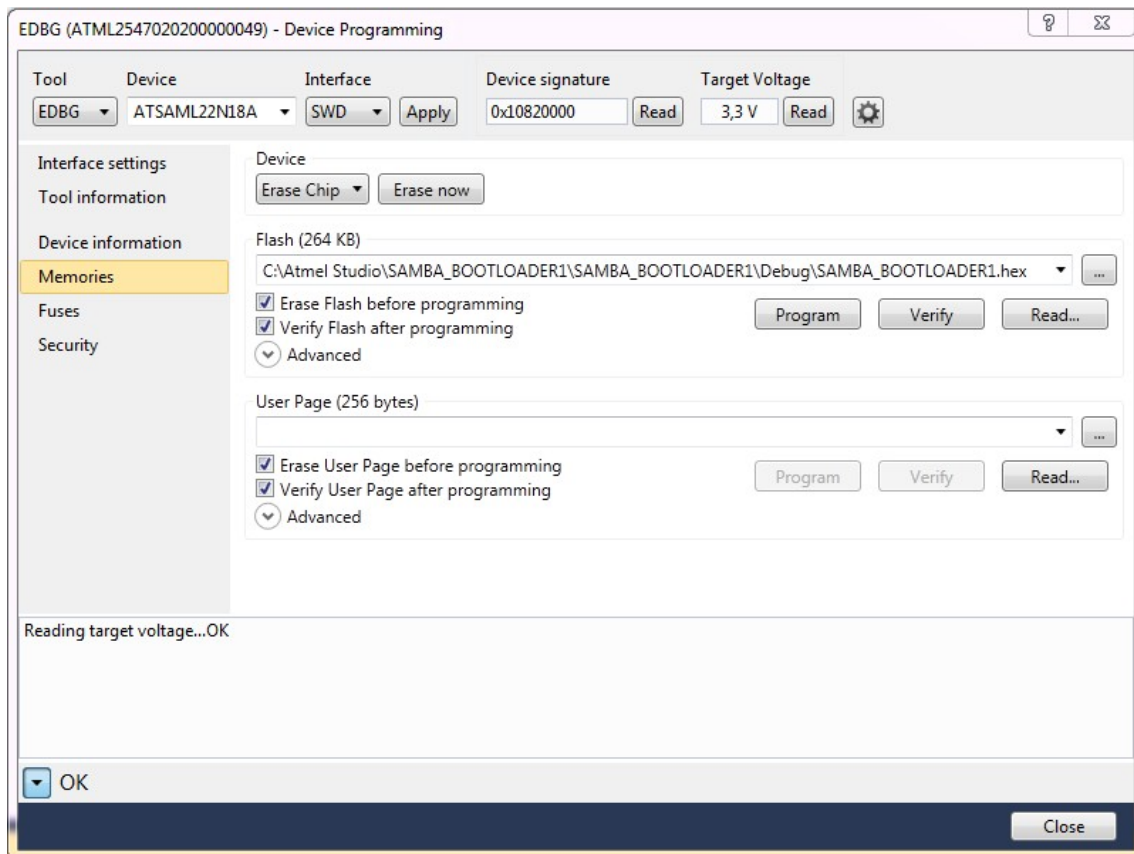 EDBG (ATML2547020200000049) - Device Programming
Tool Device Interface Device signature Target Voltage
EDBG ATSAML22N18A SWD Apply 0x10820000 Read 3,3 V Read
Interface settings
Tool information
Device information
Memories
Fuses
Security
Device
Erase Chip Erase now
Flash (264 KB)
C:\Atmel Studio\SAMBA_BOOTLOADER1\SAMBA_BOOTLOADER1\Debug\SAMBA_BOOTLOADER1.hex ...
Erase Flash before programming
Verify Flash after programming
Program Verify Read...
Advanced
User Page (256 bytes)
...
Erase User Page before programming
Verify User Page after programming
Program Verify Read...
Advanced
Reading target voltage...OK
OK
Close